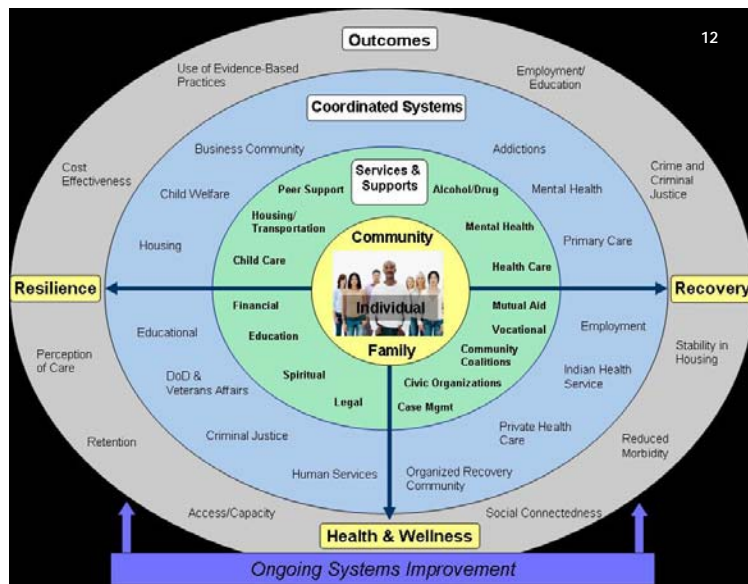 12
Outcomes
Use of Evidence-Based
Practices
Employment/
Education
Coordinated Systems
Business Community
Addictions
Cost
Effectiveness
Crime and
Criminal
Justice
Services &
Supports
Child Welfare
Peer Support
Alcohol/Drug
Mental Health
Housing/
Transportation
Mental Health
Community
Housing
Primary Care
Child Care
Health Care
Resilience
Individual
Recovery
Financial
Mutual Aid
Educational
Education
Vocational
Employment
Perception
of Care
Family
Community
Coalitions
Stability in
Housing
DoD &
Veterans Affairs
Spiritual
Civic Organizations
Indian Health
Service
Legal
Case Mgmt
Retention
Criminal Justice
Private Health
Care
Reduced
Morbidity
Human Services
Organized Recovery
Community
Access/Capacity
Social Connectedness
Health & Wellness
Ongoing Systems Improvement